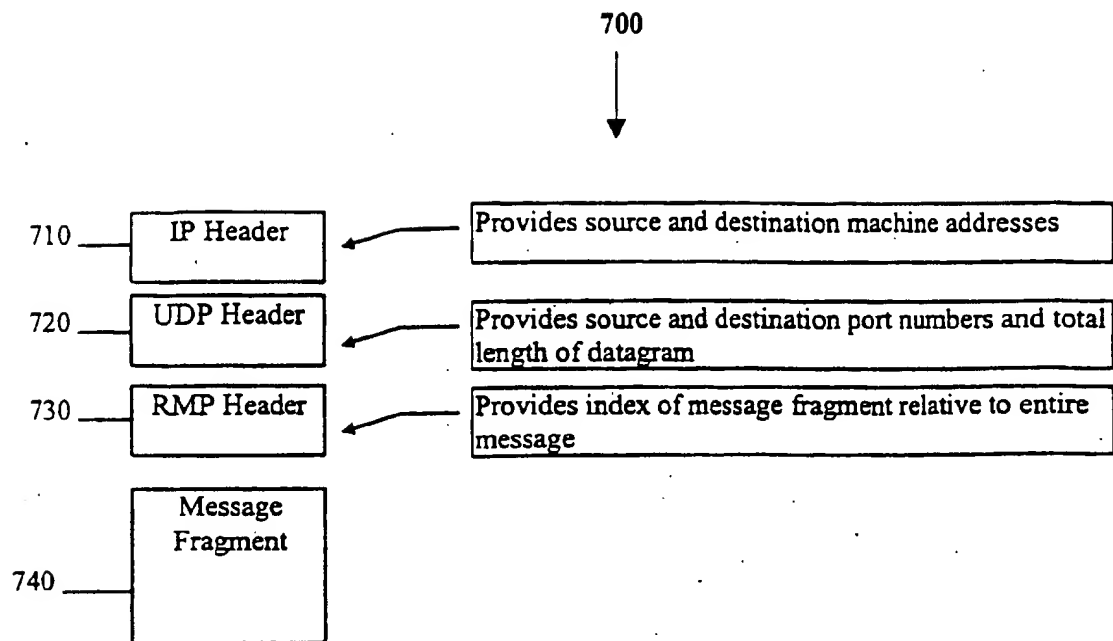 700
710
IP Header
Provides source and destination machine addresses
720
UDP Header
Provides source and destination port numbers and total
length of datagram
730
RMP Header
Provides index of message fragment relative to entire
message
740
Message
Fragment